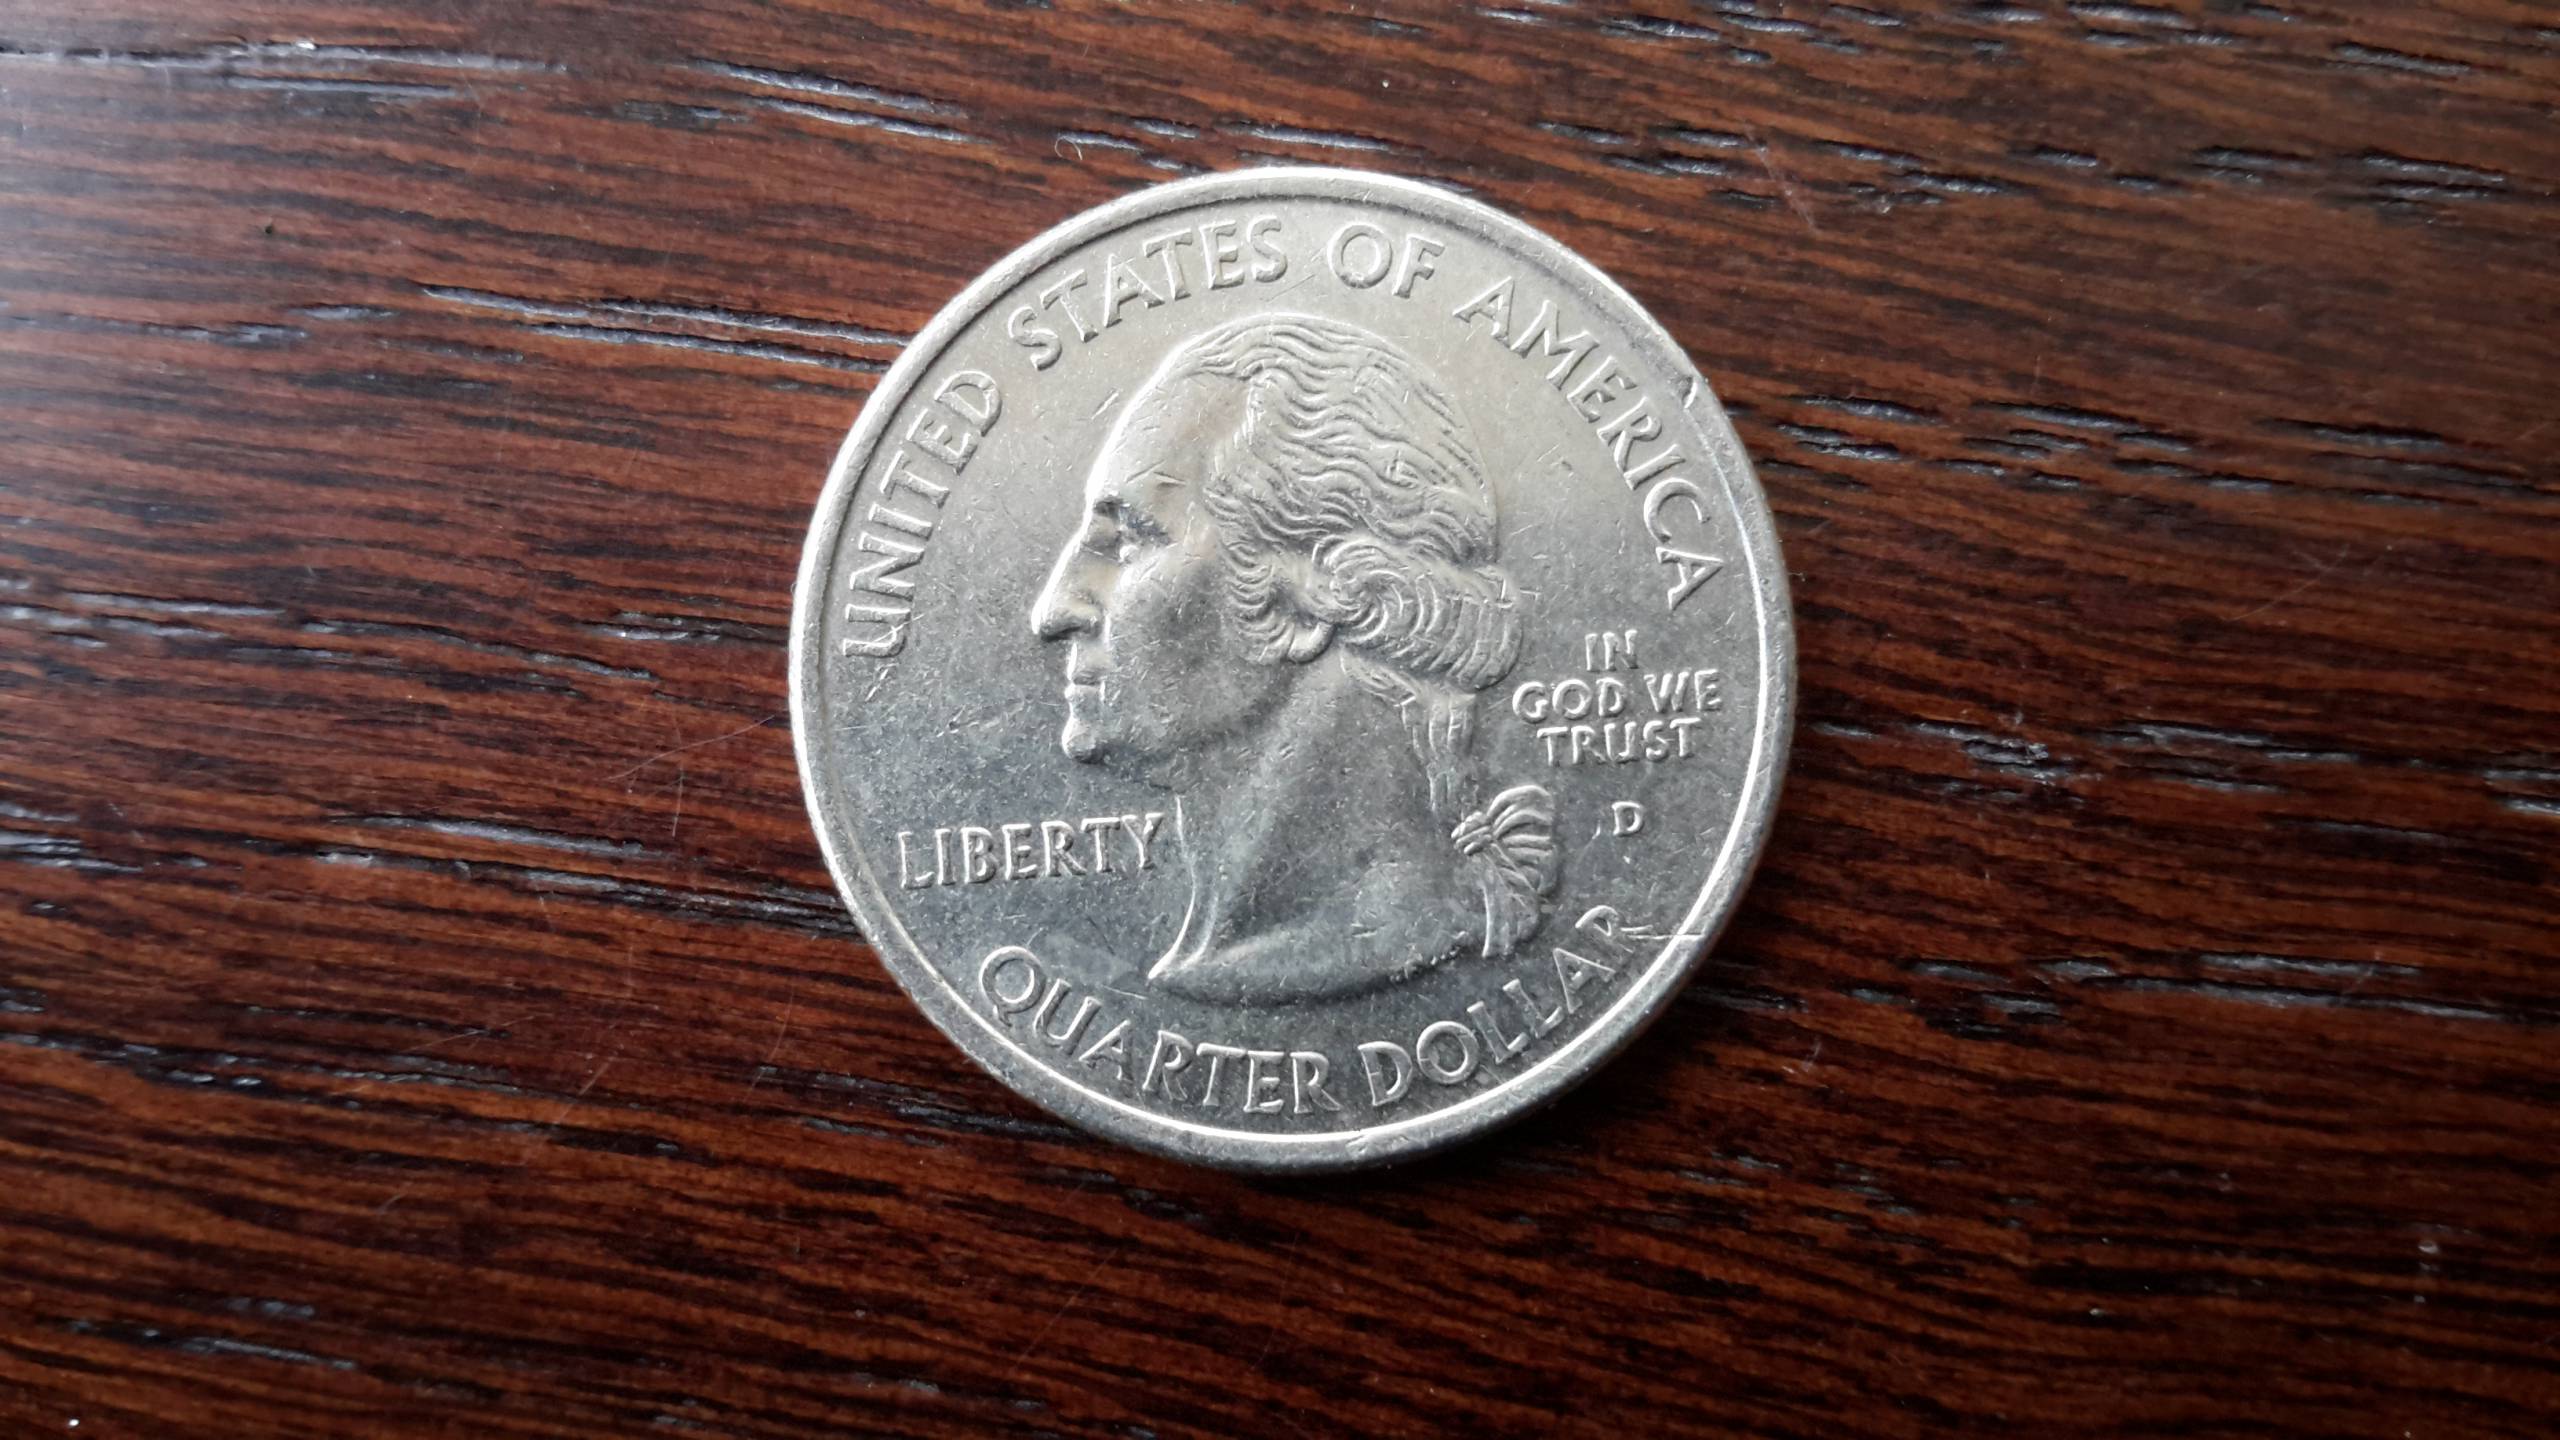 UNITED STATES OF AMERICA
IN
GOD WE
TRUST
D
LIBERTY
QUARTER DOLLAR